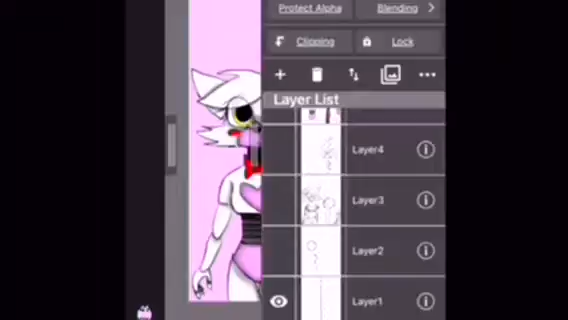 Protect Alpha
Blending
Clipping
Lock
Layer List
Layer4
Layer3
Layer2
Layer1